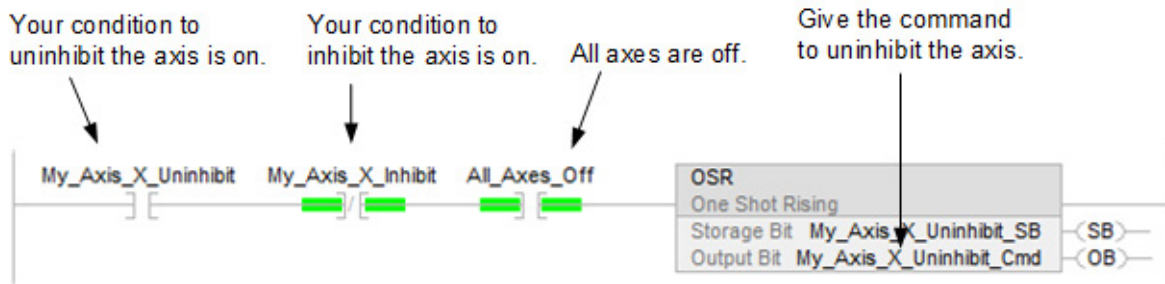 Your condition to
uninhibit the axis is on.
Your condition to
inhibit the axis is on.
All axes are off.
Give the command
to uninhibit the axis.
My_Axis_X_Uninhibit
My_Axis_X_Inhibit
All_Axes_Off
OSR
One Shot Rising
Storage Bit My_Axis_X_Uninhibit_SB
SB
Output Bit My_Axis_X_Uninhibit_Cmd
OB